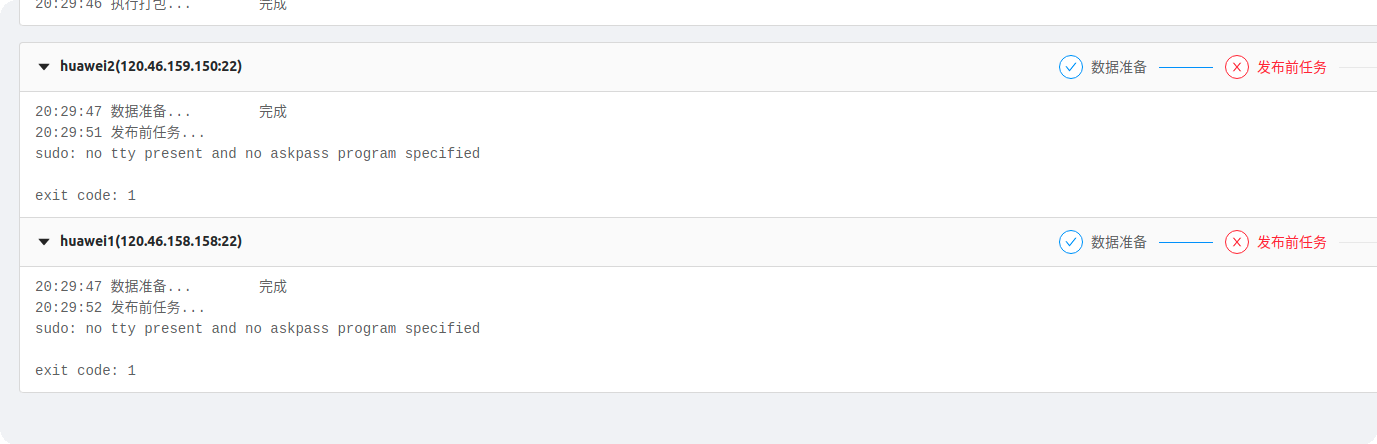 20:29:46 执行打包...        完成
huawei2(120.46.159.150:22)
数据准备
发布前任务
20:29:47 数据准备...        完成
20:29:51 发布前任务...
sudo: no tty present and no askpass program specified
exit code: 1
huawei1(120.46.158.158:22)
数据准备
发布前任务
20:29:47 数据准备...        完成
20:29:52 发布前任务...
sudo: no tty present and no askpass program specified
exit code: 1